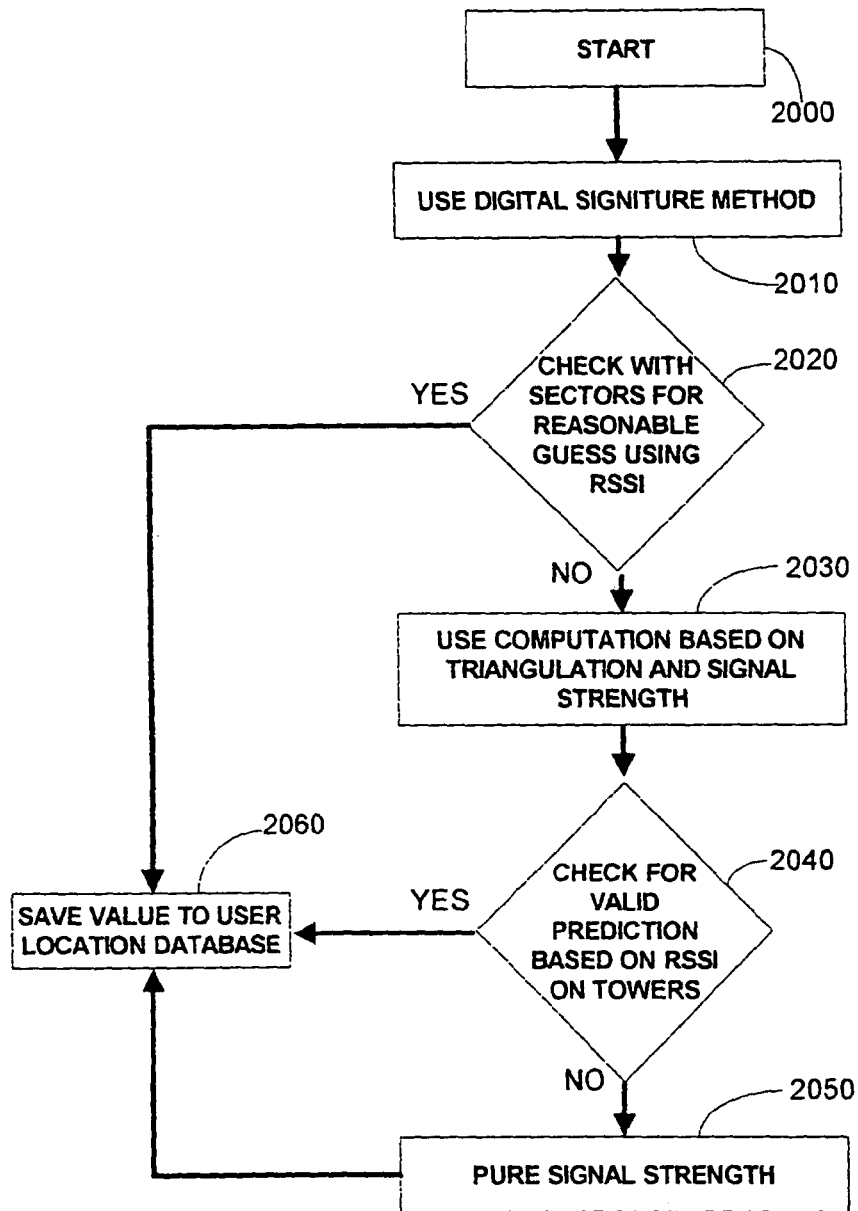 START
2000
USE DIGITAL SIGNITURE METHOD
2010
2020
CHECK WITH
SECTORS FOR
REASONABLE
GUESS USING
RSSI
YES
NO
2030
USE COMPUTATION BASED ON
TRIANGULATION AND SIGNAL
STRENGTH
2060
SAVE VALUE TO USER
LOCATION DATABASE
YES
2040
CHECK FOR
VALID
PREDICTION
BASED ON RSSI
ON TOWERS
NO
2050
PURE SIGNAL STRENGTH